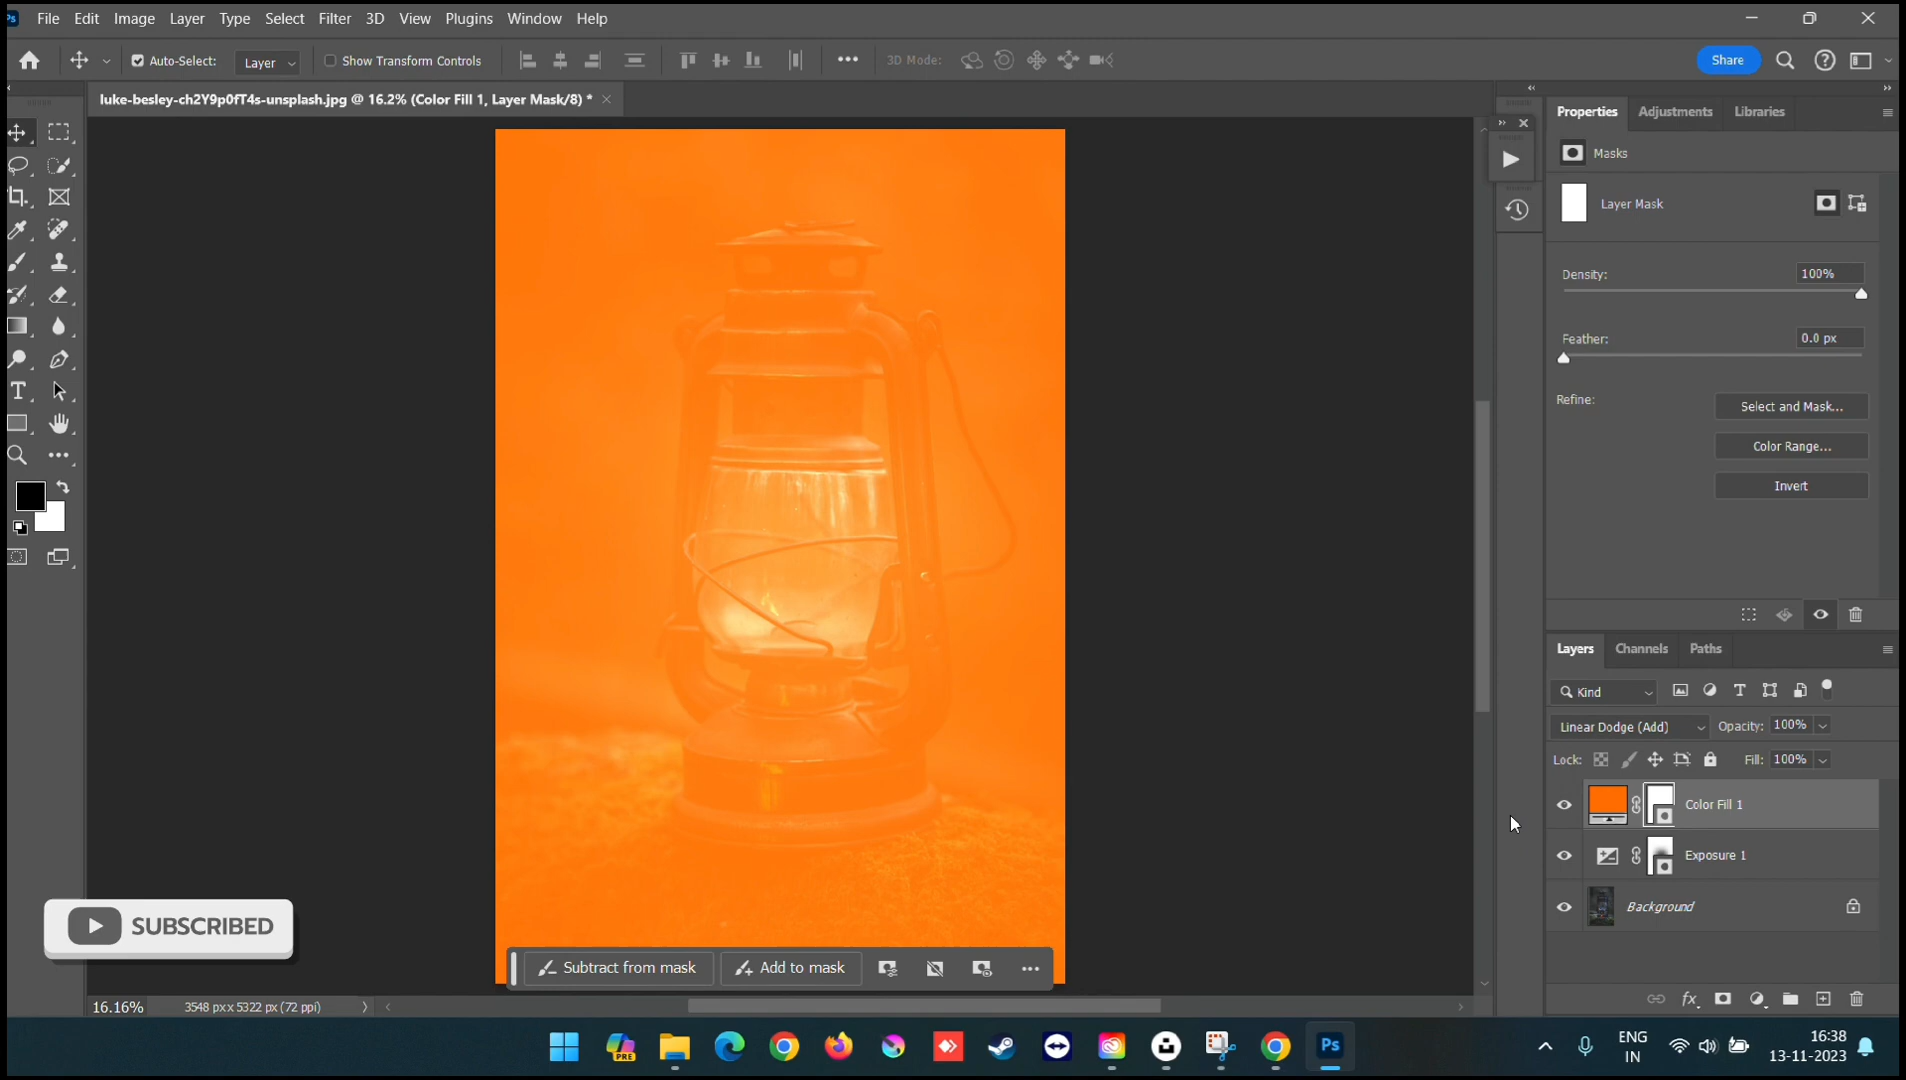 Ps File Edit Image Layer Type Select Filter 3D View Plugins Window Help
Auto-Select: Layer Show Transform Controls 3D Mode: Share
luke-besley-ch2Y9p0fT4s-unsplash.jpg @ 16.2% (Color Fill 1, Layer Mask/8) *
Properties Adjustments Libraries
Masks
Layer Mask
Density: 100%
Feather: 0.0 px
Refine: Select and Mask...
Color Range...
Invert
T
Layers Channels Paths
Kind T
Linear Dodge (Add) Opacity: 100%
Lock: Fill: 100%
Color Fill 1
Exposure 1
Background
SUBSCRIBED
Subtract from mask Add to mask
16.16% 3548 px x 5322 px (72 ppi)
fx
PRE Ps
ENG
IN
16:38
13-11-2023